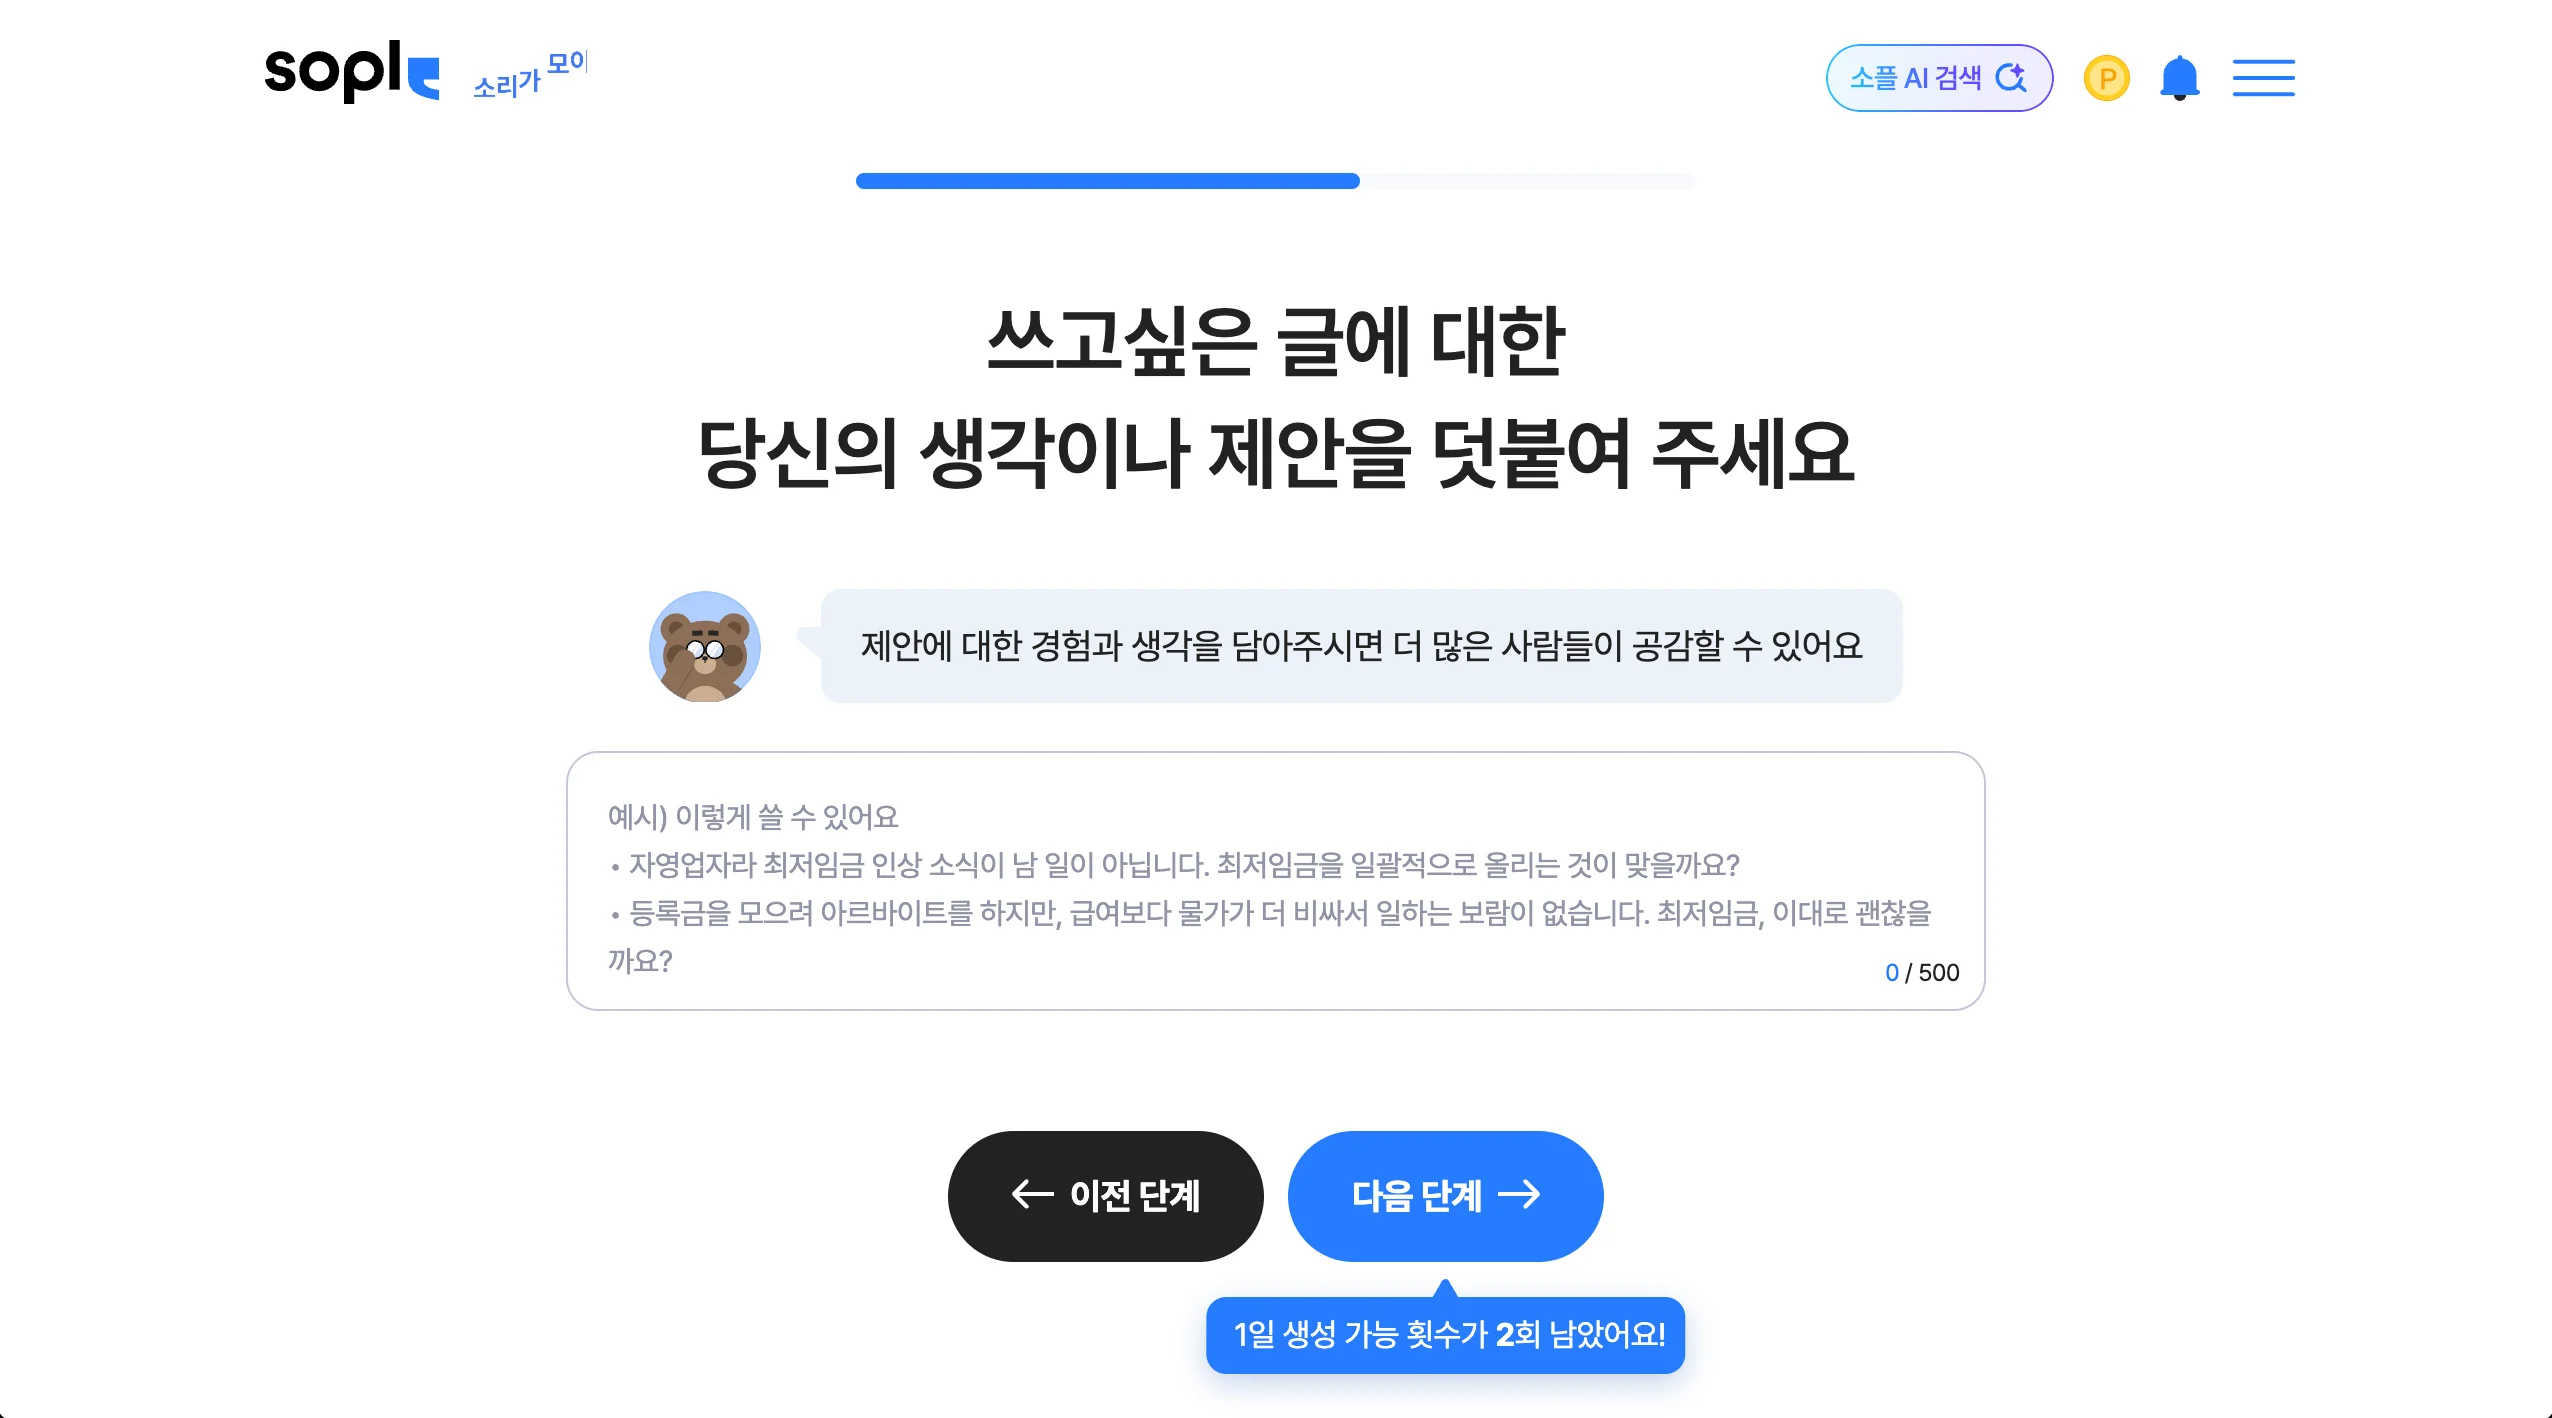 sopl
소리가 모이
소플 AI 검색
P
쓰고싶은 글에 대한
당신의 생각이나 제안을 덧붙여 주세요
제안에 대한 경험과 생각을 담아주시면 더 많은 사람들이 공감할 수 있어요
예시) 이렇게 쓸 수 있어요
• 자영업자라 최저임금 인상 소식이 남 일이 아닙니다. 최저임금을 일괄적으로 올리는 것이 맞을까요?
• 등록금을 모으려 아르바이트를 하지만, 급여보다 물가가 더 비싸서 일하는 보람이 없습니다. 최저임금, 이대로 괜찮을
까요?
0 / 500
← 이전 단계
다음 단계 →
1일 생성 가능 횟수가 2회 남았어요!